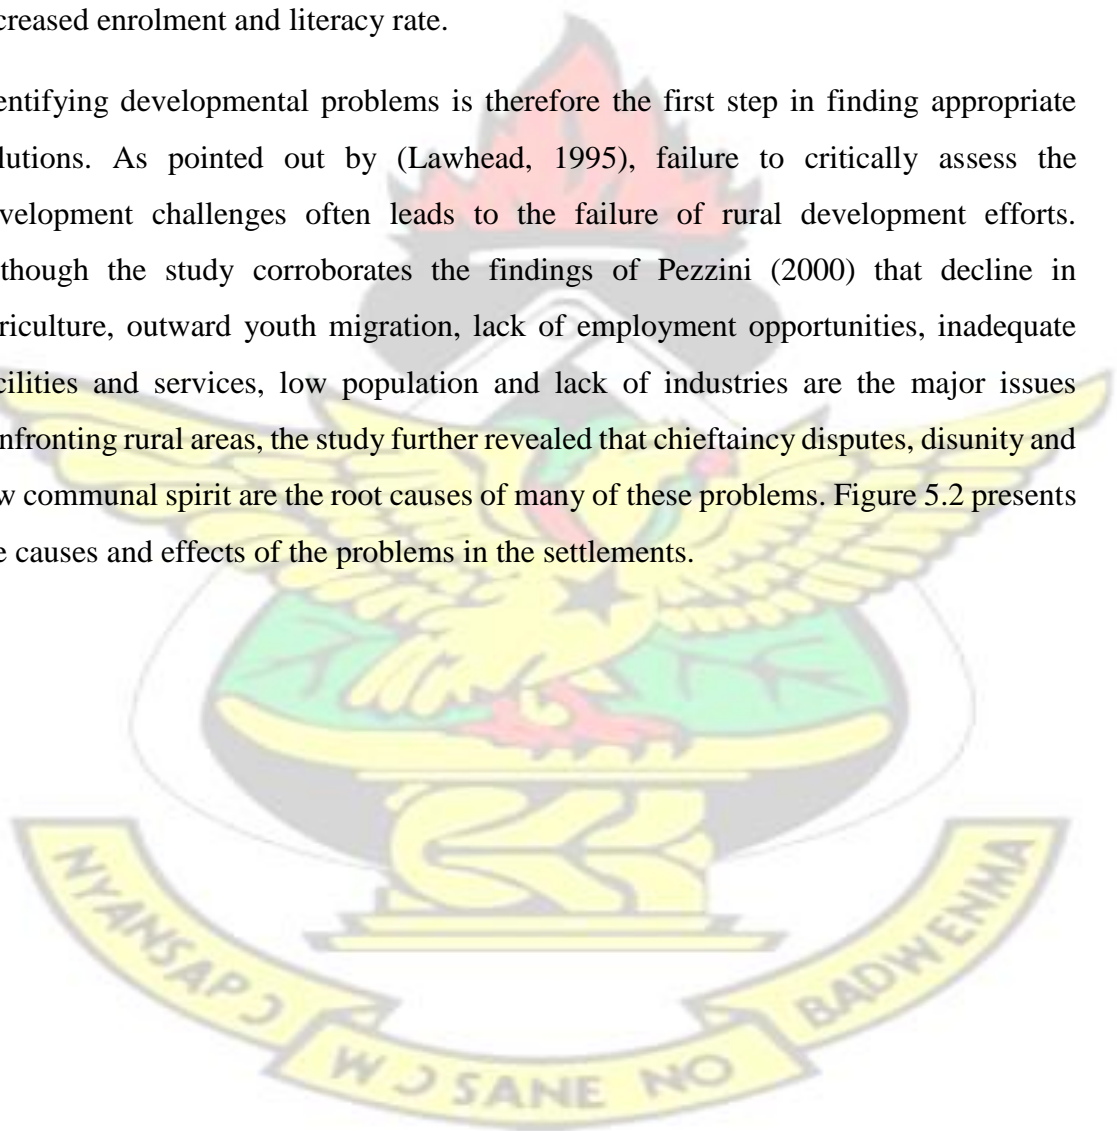 creased enrolment and literacy rate.
entifying developmental problems is therefore the first step in finding appropriate
lutions. As pointed out by (Lawhead, 1995), failure to critically assess the
velopment challenges often leads to the failure of rural development efforts.
though the study corroborates the findings of Pezzini (2000) that decline in
riculture, outward youth migration, lack of employment opportunities, inadequate
cilities and services, low population and lack of industries are the major issues
nfronting rural areas, the study further revealed that chieftaincy disputes, disunity and
w communal spirit are the root causes of many of these problems. Figure 5.2 presents
e causes and effects of the problems in the settlements.
NYANSAPƆ
WƆ SANE NO
BADWENMA